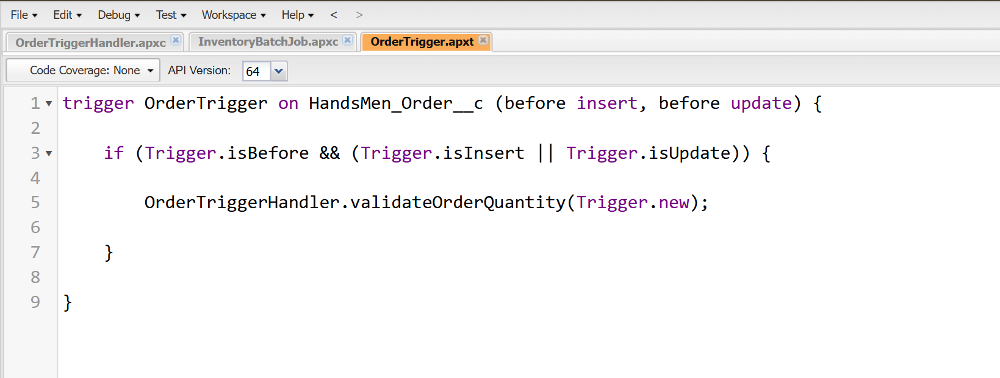 File Edit Debug Test Workspace Help < >
OrderTriggerHandler.apxc InventoryBatchJob.apxc OrderTrigger.apxt
Code Coverage: None API Version: 64
1 trigger OrderTrigger on HandsMen_Order__c (before insert, before update) {
2
3 if (Trigger.isBefore && (Trigger.isInsert || Trigger.isUpdate)) {
4
5 OrderTriggerHandler.validateOrderQuantity(Trigger.new);
6
7 }
8
9 }